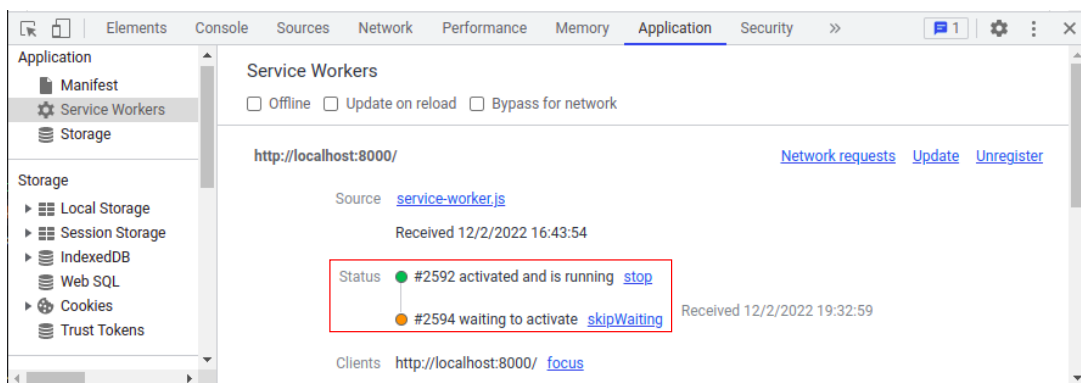 Elements Console Sources Network Performance Memory Application Security » 1
Application
Manifest
Service Workers
Storage
Storage
Local Storage
Session Storage
IndexedDB
Web SQL
Cookies
Trust Tokens
Service Workers
Offline Update on reload Bypass for network
http://localhost:8000/ Network requests Update Unregister
Source service-worker.js
Received 12/2/2022 16:43:54
Status #2592 activated and is running stop
#2594 waiting to activate skipWaiting Received 12/2/2022 19:32:59
Clients http://localhost:8000/ focus